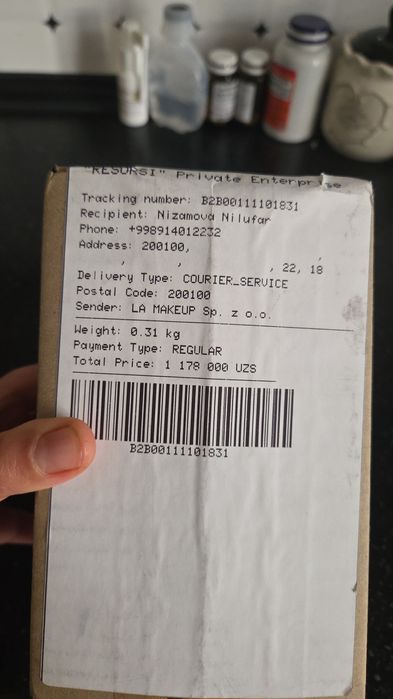 "RESURSI" Private Enterprise
Tracking number: B2B00111101831
Recipient: Nizamova Nilufar
Phone: +998914012232
Address: 200100,
, , ,
, 22, 18
Delivery Type: COURIER_SERVICE
Postal Code: 200100
Sender: LA MAKEUP Sp. z o.o.
Weight: 0.31 kg
Payment Type: REGULAR
Total Price: 1 178 000 UZS
B2B00111101831